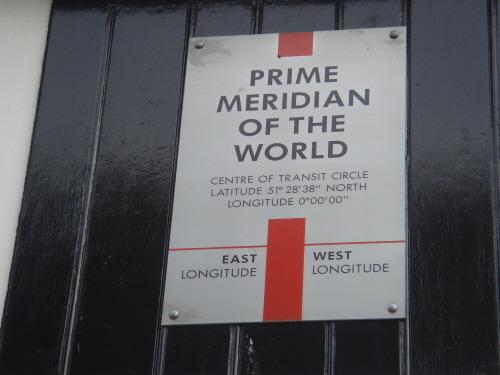 PRIME
MERIDIAN
OF THE
WORLD
CENTRE OF TRANSIT CIRCLE
LATITUDE 51° 28'38" NORTH
LONGITUDE 0°00'00"
EAST
LONGITUDE
WEST
LONGITUDE